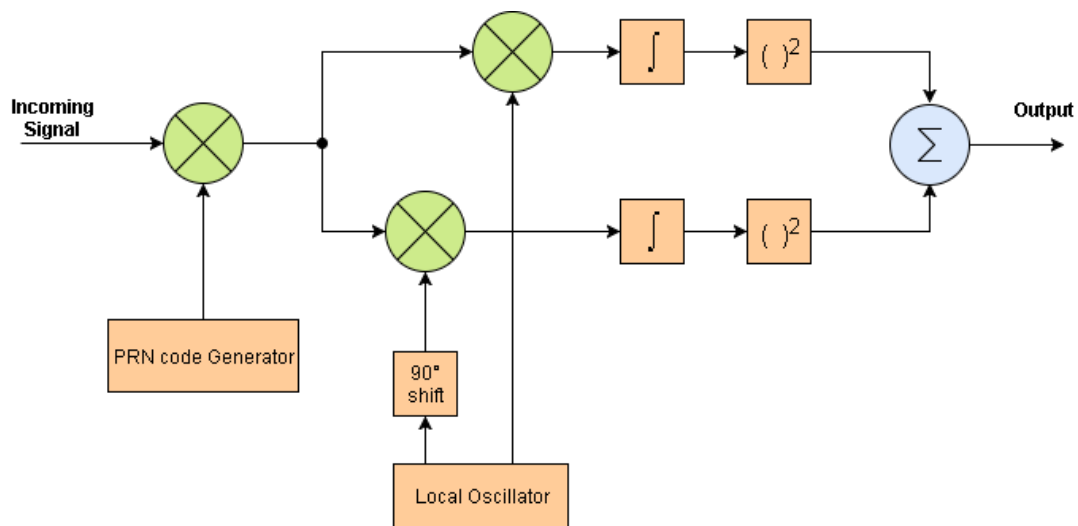 Incoming
Signal
∫
( )²
Output
Σ
∫
( )²
PRN code Generator
90°
shift
Local Oscillator